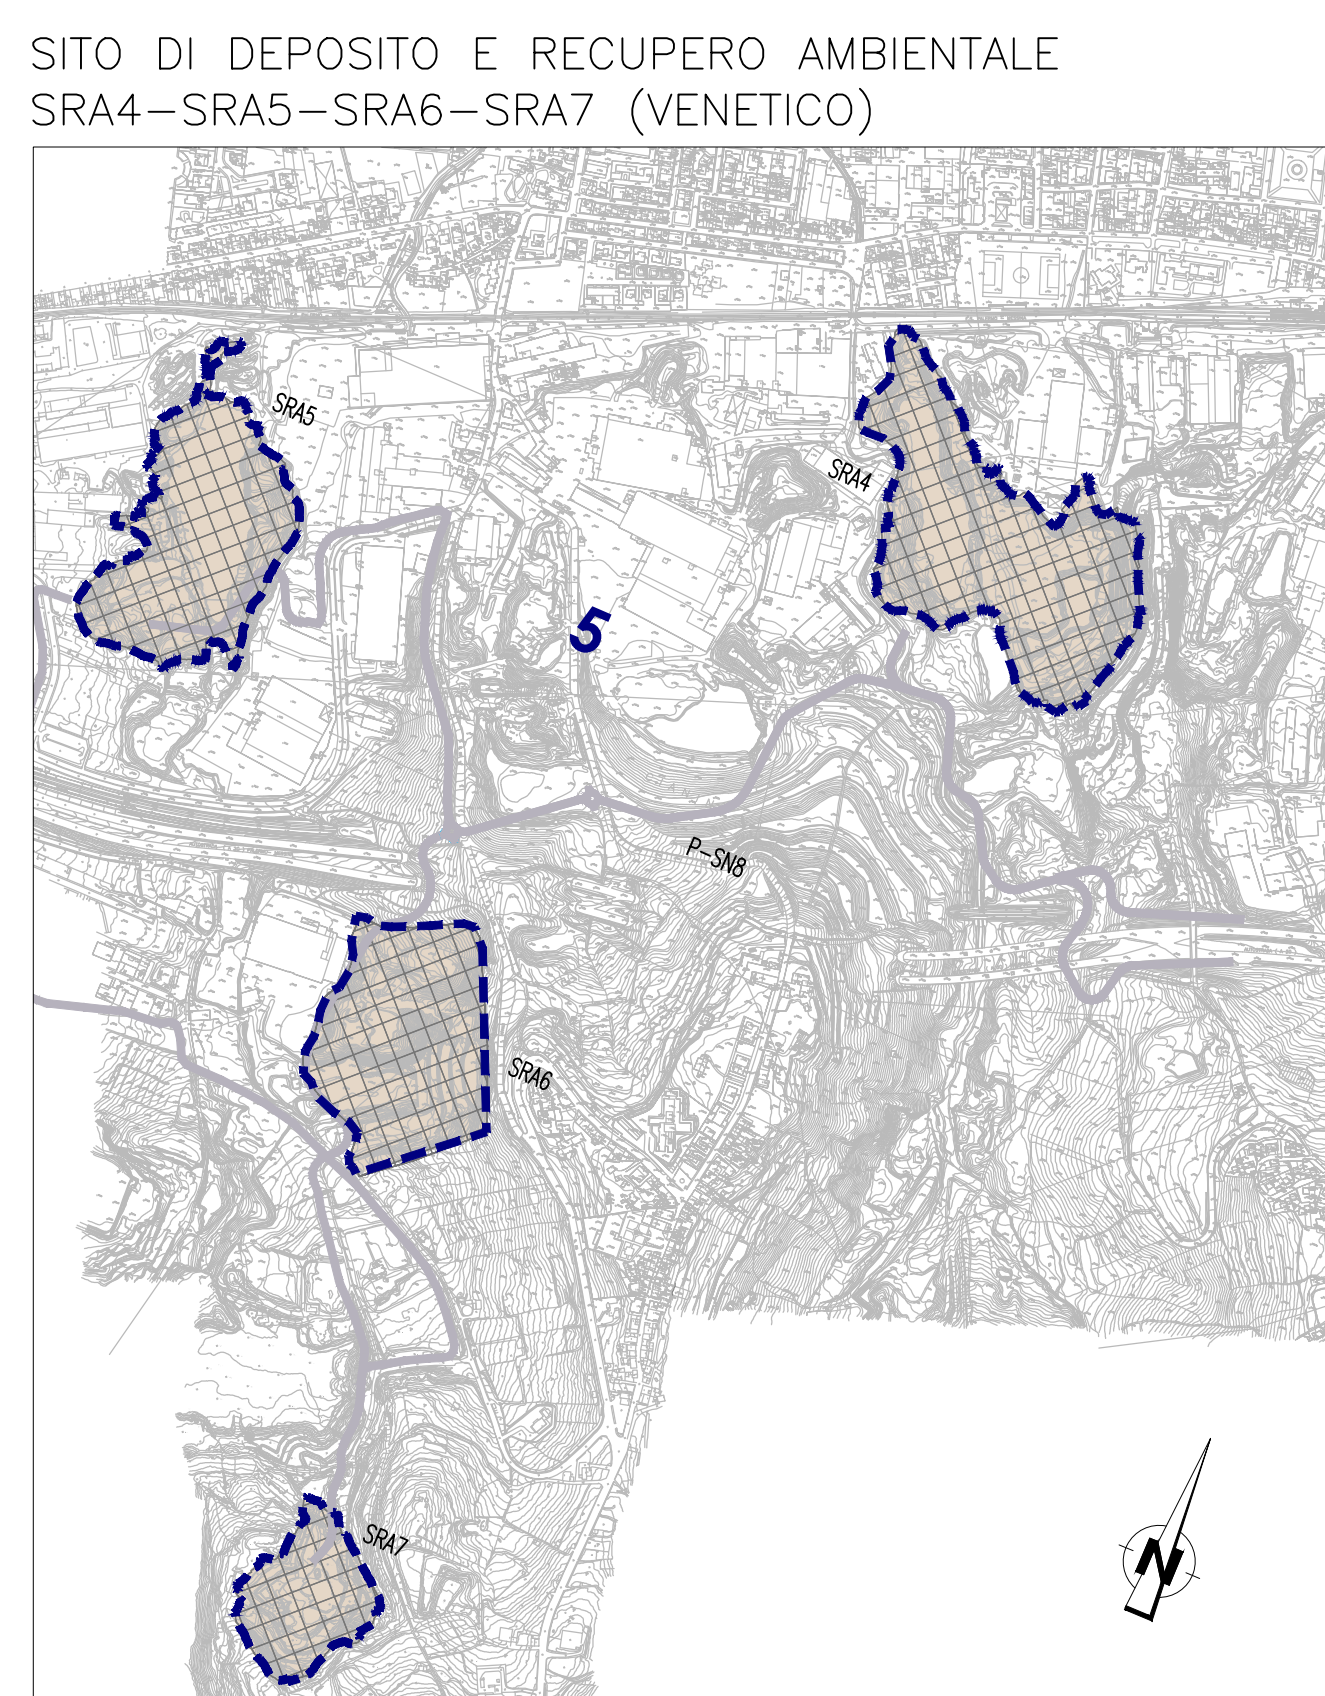 SITO DI DEPOSITO E RECUPERO AMBIENTALE
SRA4-SRA5-SRA6-SRA7 (VENETICO)
SRA5
SRA4
5
P-SN8
SRA6
SRA7
N